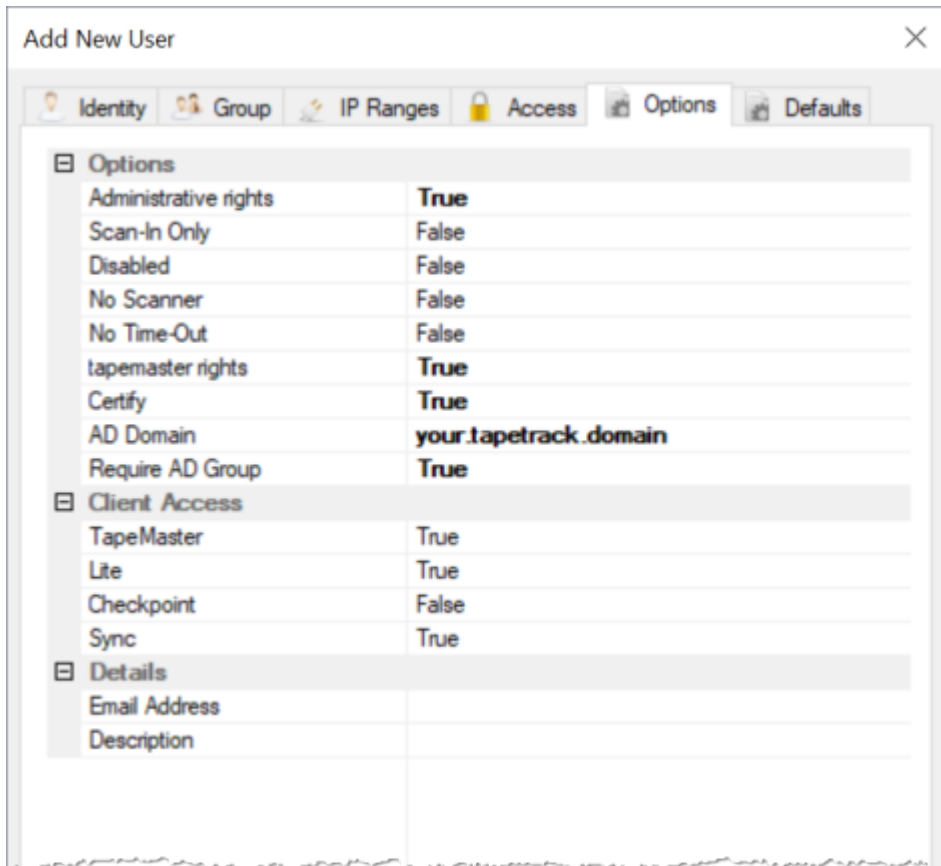 Add New User
Identity Group IP Ranges Access Options Defaults
Options
Administrative rights True
Scan-In Only False
Disabled False
No Scanner False
No Time-Out False
tapemaster rights True
Certify True
AD Domain your.tapetrack.domain
Require AD Group True
Client Access
TapeMaster True
Lite True
Checkpoint False
Sync True
Details
Email Address
Description